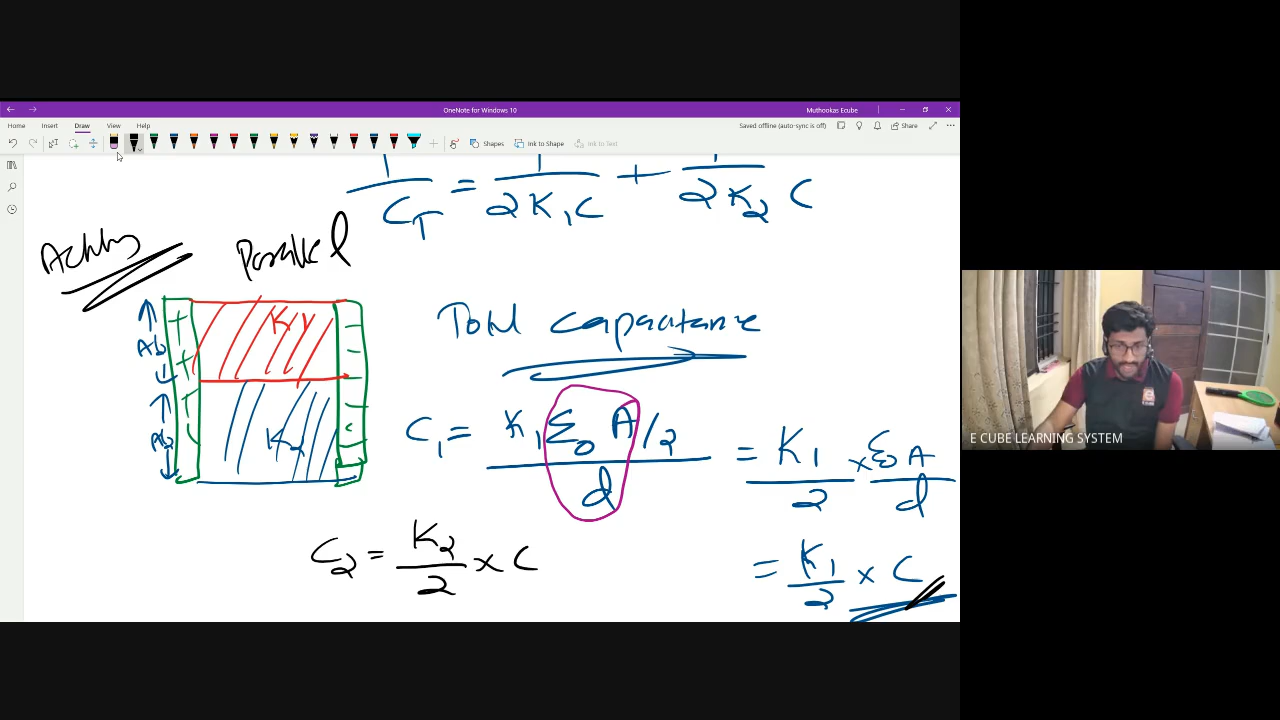 OneNote for Windows 10
Muthookas Ecube
Home Insert Draw View Help
Saved offline (auto-sync is off) Share
Shapes Ink to Shape Ink to Text
1/C_T = 1/2K₁C + 1/2K₂C
Parallel
K₁
A/2
A/2
K₂
Total capacitance
C₁ = K₁ε₀A/2 / d = K₁/2 × ε₀A/d
= K₁/2 × C
C₂ = K₂/2 × C
E CUBE LEARNING SYSTEM